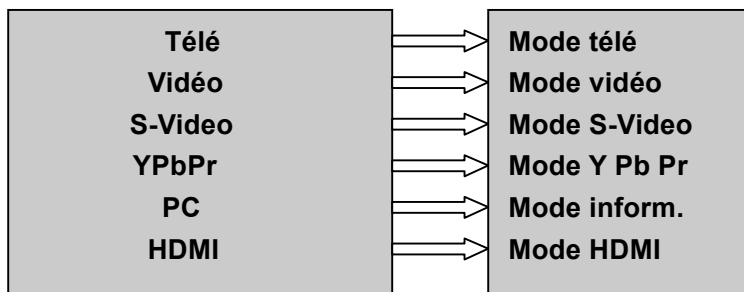 Télé Mode télé
Vidéo Mode vidéo
S-Video Mode S-Video
YPbPr Mode Y Pb Pr
PC Mode inform.
HDMI Mode HDMI